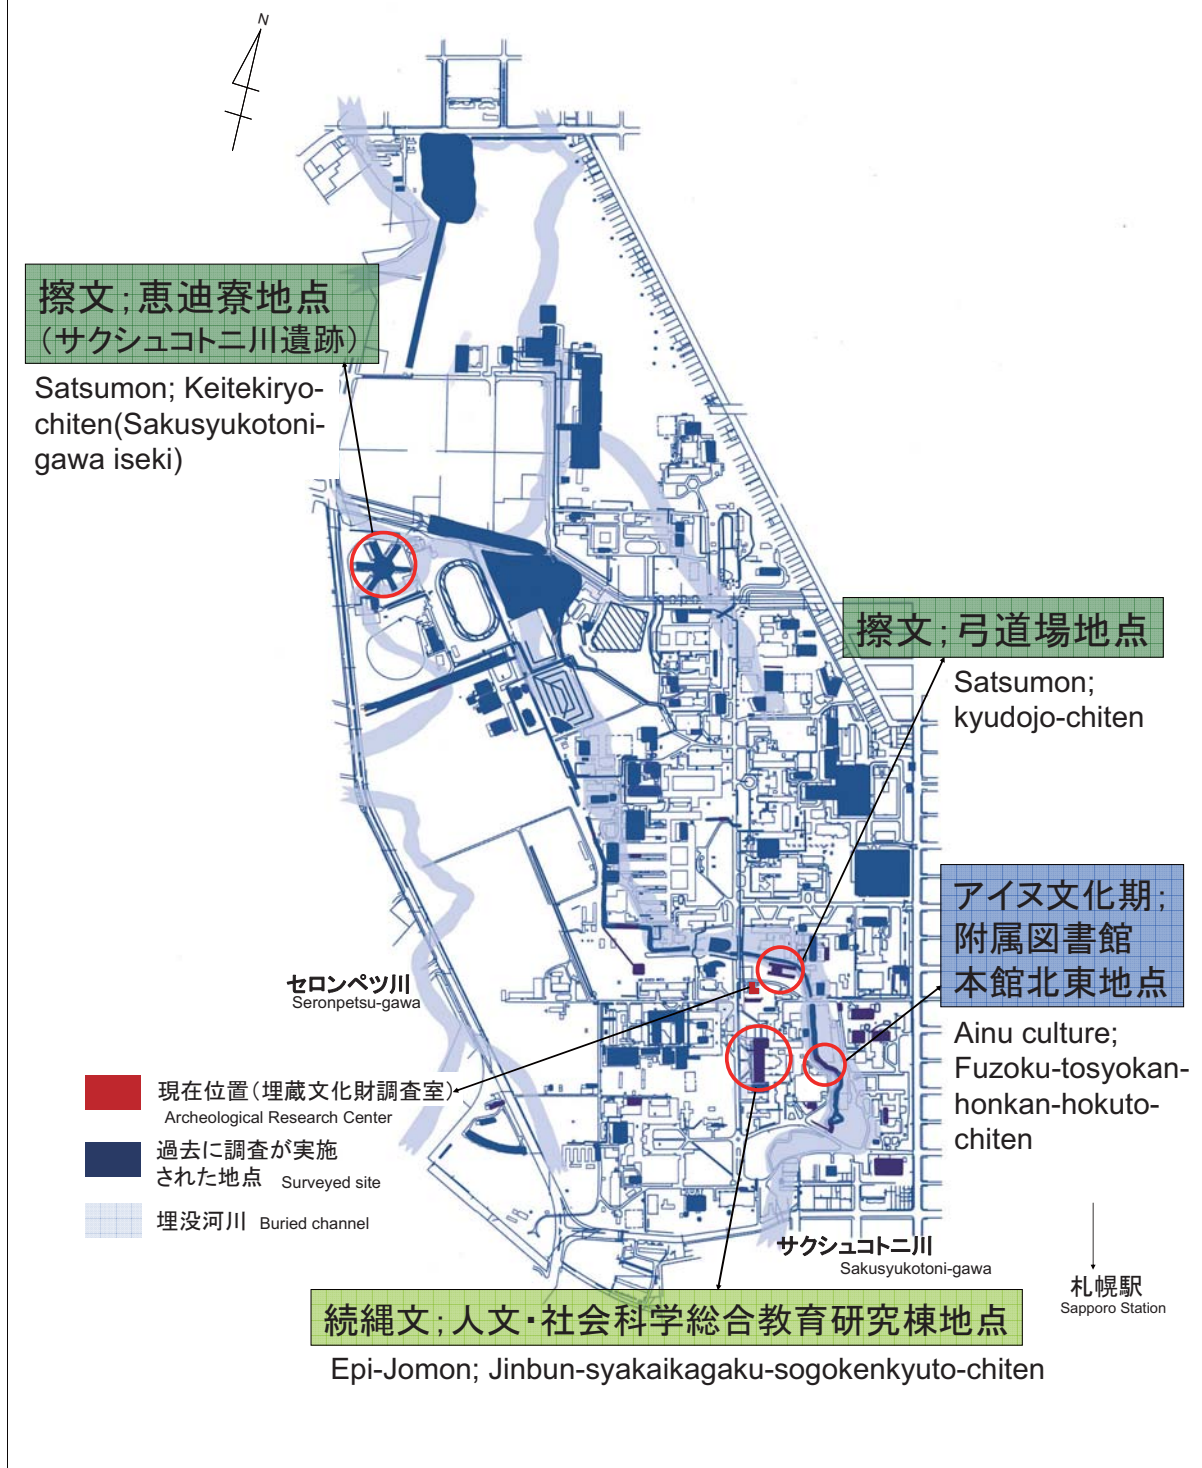 N
擦文;恵迪寮地点
(サクシュコトニ川遺跡)
Satsumon; Keitekiryo-
chiten(Sakusyukotoni-
gawa iseki)
擦文;弓道場地点
Satsumon;
kyudojo-chiten
アイヌ文化期;
附属図書館
本館北東地点
Ainu culture;
Fuzoku-tosyokan-
honkan-hokuto-
chiten
セロンペツ川
Seronpetsu-gawa
現在位置(埋蔵文化財調査室)
Archeological Research Center
過去に調査が実施
された地点 Surveyed site
埋没河川 Buried channel
サクシュコトニ川
Sakusyukotoni-gawa
札幌駅
Sapporo Station
続縄文;人文・社会科学総合教育研究棟地点
Epi-Jomon; Jinbun-syakaikagaku-sogokenkyuto-chiten